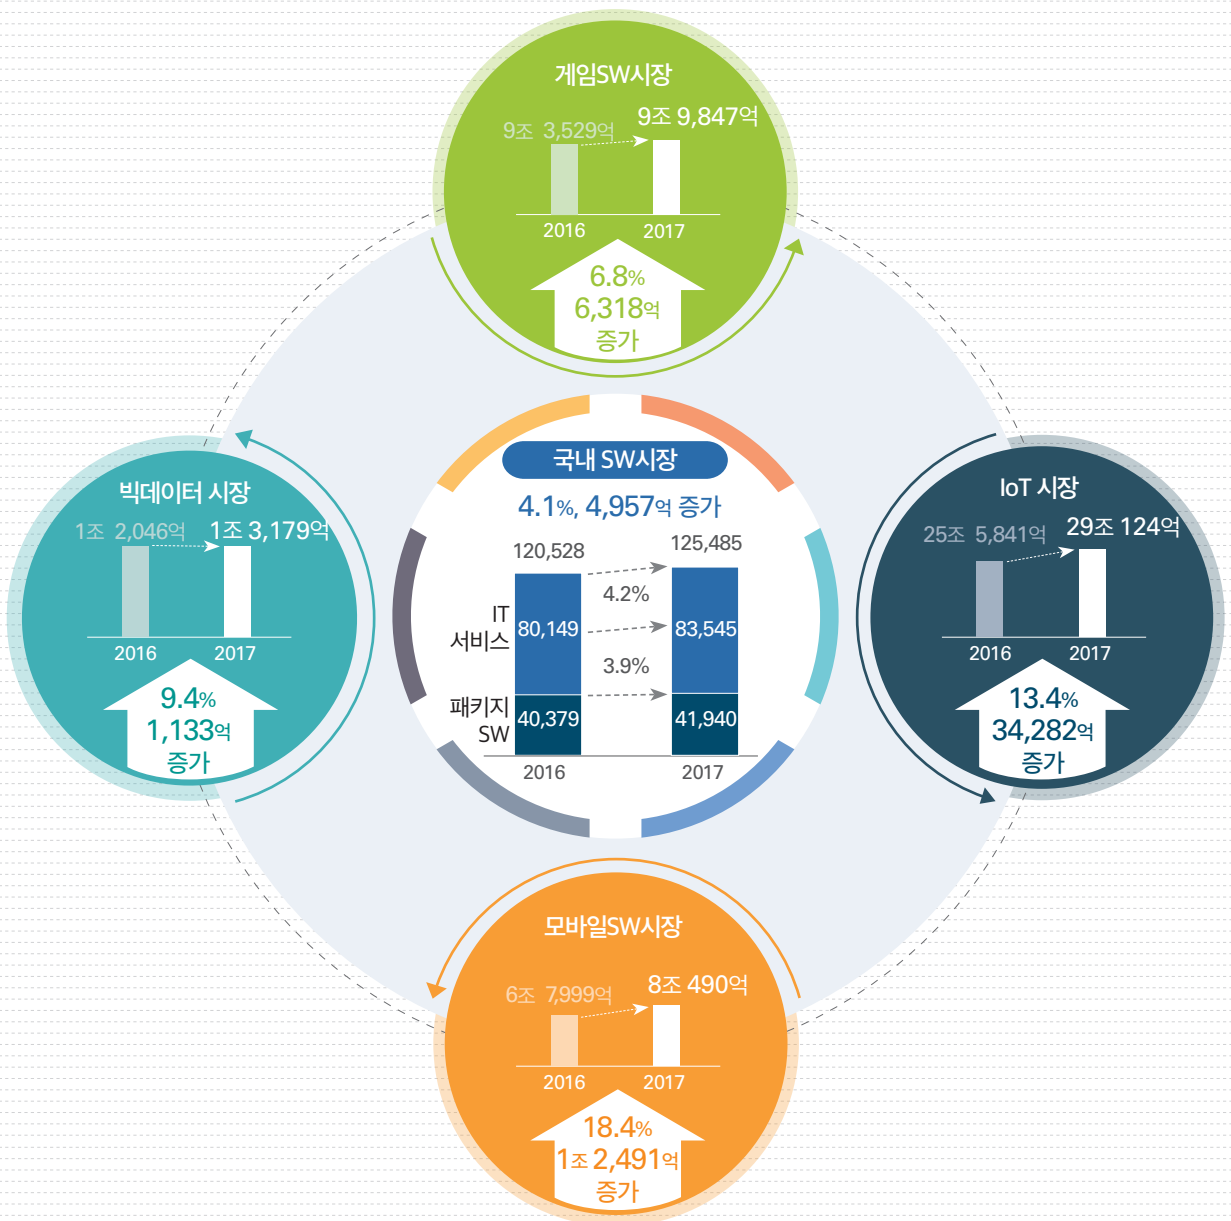 게임SW시장
9조 3,529억
9조 9,847억
2016
2017
6.8%
6,318억
증가
빅데이터 시장
1조 2,046억
1조 3,179억
2016
2017
9.4%
1,133억
증가
국내 SW시장
4.1%, 4,957억 증가
120,528
125,485
4.2%
IT
서비스
80,149
83,545
3.9%
패키지
SW
40,379
41,940
2016
2017
IoT 시장
25조 5,841억
29조 124억
2016
2017
13.4%
34,282억
증가
모바일SW시장
6조 7,999억
8조 490억
2016
2017
18.4%
1조 2,491억
증가